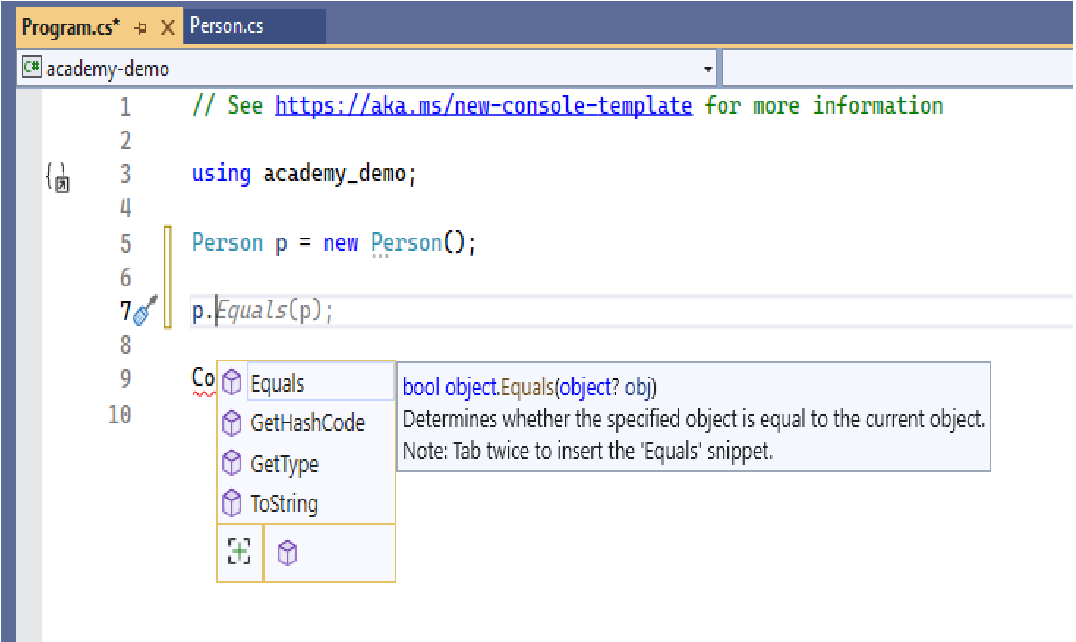 Program.cs*
Person.cs
C# academy-demo
1 // See https://aka.ms/new-console-template for more information
2
3 using academy_demo;
4
5 Person p = new Person();
6
7 p.Equals(p);
8
9 Co
10
Equals
GetHashCode
GetType
ToString
bool object.Equals(object? obj)
Determines whether the specified object is equal to the current object.
Note: Tab twice to insert the 'Equals' snippet.